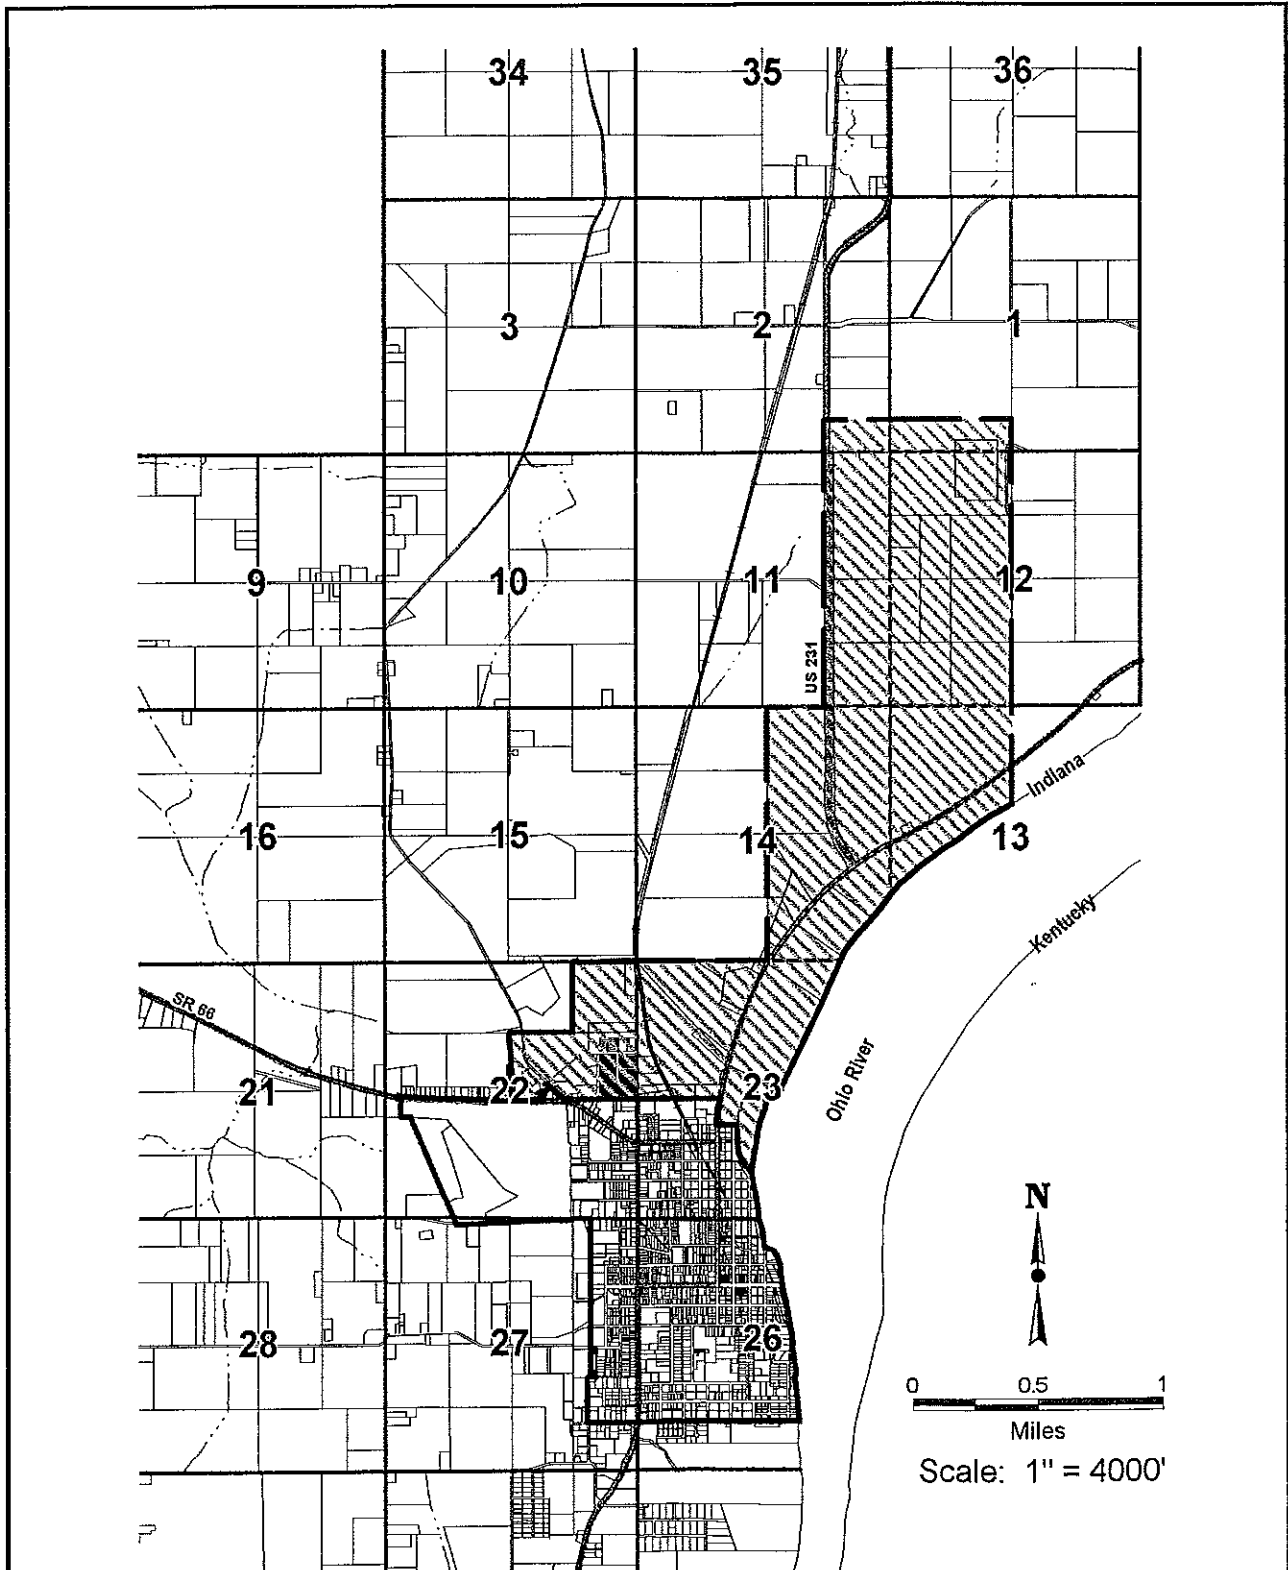 34 35 36
3 2 1
9 10 11 12
US 231
Indiana
16 15 14 13
Kentucky
SR 66
Ohio River
21 22 23
N
28 27 26
0 0.5 1
Miles
Scale: 1" = 4000'